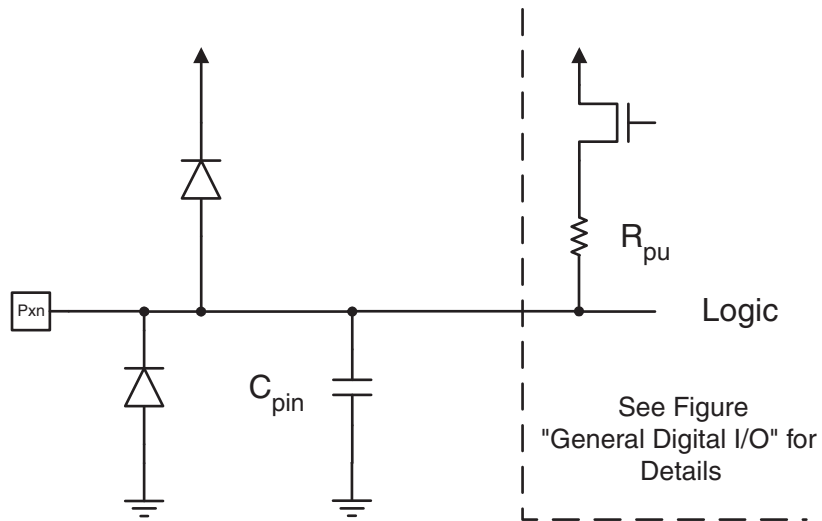 Pxn
C pin
R pu
Logic
See Figure
"General Digital I/O" for
Details